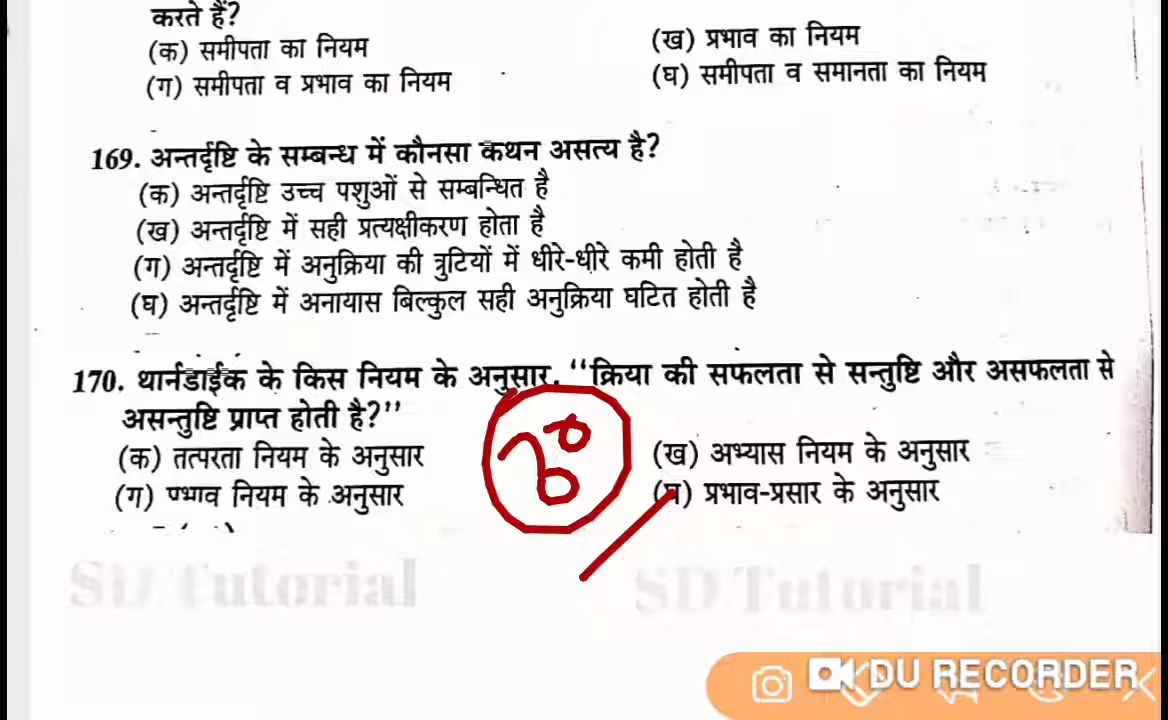 करते हैं?
(क) समीपता का नियम (ख) प्रभाव का नियम
(ग) समीपता व प्रभाव का नियम (घ) समीपता व समानता का नियम
169. अन्तर्दृष्टि के सम्बन्ध में कौनसा कथन असत्य है?
(क) अन्तर्दृष्टि उच्च पशुओं से सम्बन्धित है
(ख) अन्तर्दृष्टि में सही प्रत्यक्षीकरण होता है
(ग) अन्तर्दृष्टि में अनुक्रिया की त्रुटियों में धीरे-धीरे कमी होती है
(घ) अन्तर्दृष्टि में अनायास बिल्कुल सही अनुक्रिया घटित होती है
170. थार्नडाईक के किस नियम के अनुसार, ‘‘क्रिया की सफलता से सन्तुष्टि और असफलता से
असन्तुष्टि प्राप्त होती है?’’
(क) तत्परता नियम के अनुसार (ख) अभ्यास नियम के अनुसार
(ग) प्रभाव नियम के अनुसार (घ) प्रभाव-प्रसार के अनुसार
SD Tutorial SD Tutorial
DU RECORDER